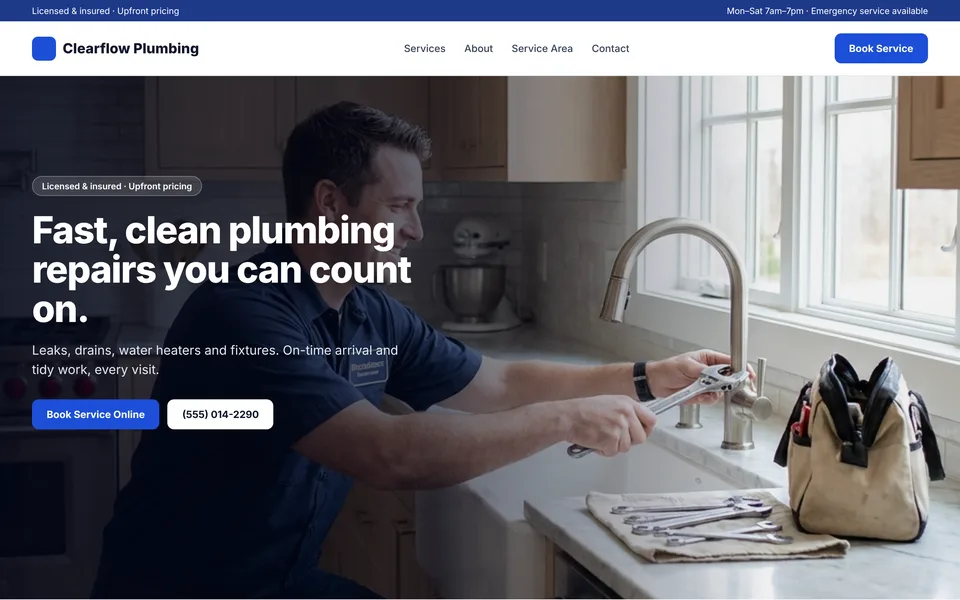 Licensed & insured · Upfront pricing
Mon–Sat 7am–7pm · Emergency service available
Clearflow Plumbing
Services
About
Service Area
Contact
Book Service
Licensed & insured · Upfront pricing
Fast, clean plumbing
repairs you can count
on.
Leaks, drains, water heaters and fixtures. On-time arrival and
tidy work, every visit.
Book Service Online
(555) 014-2290